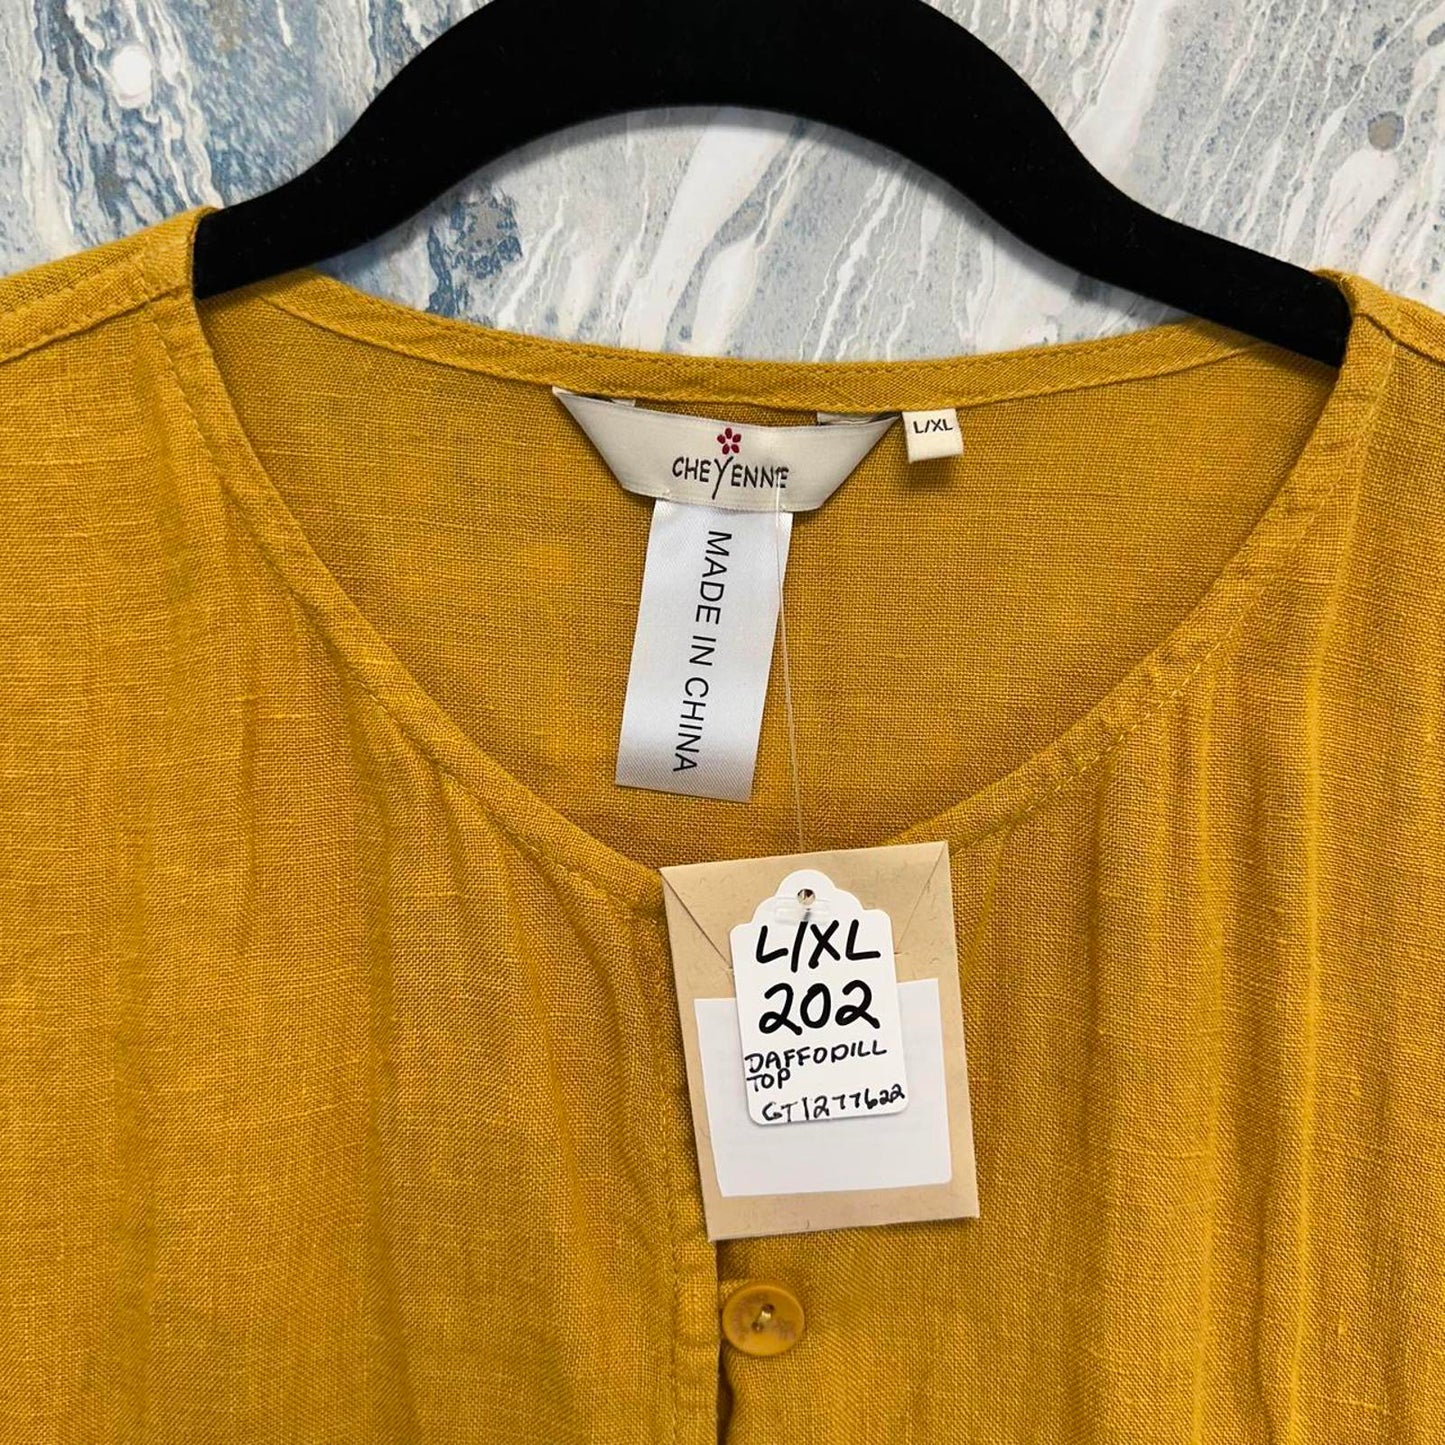 CHEYENNE
L/XL
MADE IN CHINA
L/XL
202
DAFFODILL
TOP
GT1277622